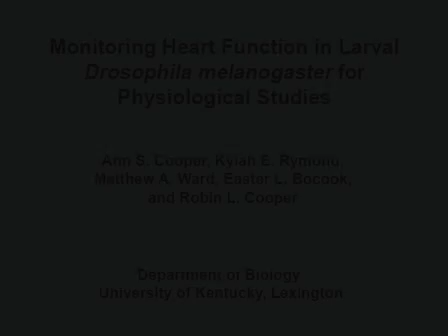 Monitoring Heart Function in Larval
Drosophila melanogaster for
Physiological Studies
Ann S. Cooper, Kylah E. Rymond,
Matthew A. Ward, Easter L. Bocook,
and Robin L. Cooper
Department of Biology
University of Kentucky, Lexington